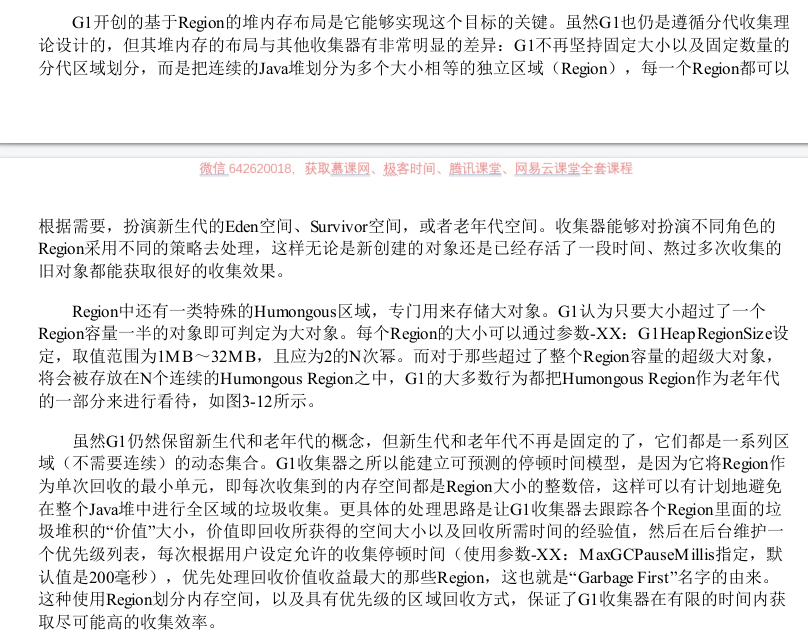 G1开创的基于Region的堆内存布局是它能够实现这个目标的关键。虽然G1也仍是遵循分代收集理
论设计的，但其堆内存的布局与其他收集器有非常明显的差异：G1不再坚持固定大小以及固定数量的
分代区域划分，而是把连续的Java堆划分为多个大小相等的独立区域（Region），每一个Region都可以
微信 642620018，获取慕课网、极客时间、腾讯课堂、网易云课堂全套课程
根据需要，扮演新生代的Eden空间、Survivor空间，或者老年代空间。收集器能够对扮演不同角色的
Region采用不同的策略去处理，这样无论是新创建的对象还是已经存活了一段时间、熬过多次收集的
旧对象都能获取很好的收集效果。
Region中还有一类特殊的Humongous区域，专门用来存储大对象。G1认为只要大小超过了一个
Region容量一半的对象即可判定为大对象。每个Region的大小可以通过参数-XX：G1HeapRegionSize设
定，取值范围为1MB～32MB，且应为2的N次幂。而对于那些超过了整个Region容量的超级大对象，
将会被存放在N个连续的Humongous Region之中，G1的大多数行为都把Humongous Region作为老年代
的一部分来进行看待，如图3-12所示。
虽然G1仍然保留新生代和老年代的概念，但新生代和老年代不再是固定的了，它们都是一系列区
域（不需要连续）的动态集合。G1收集器之所以能建立可预测的停顿时间模型，是因为它将Region作
为单次回收的最小单元，即每次收集到的内存空间都是Region大小的整数倍，这样可以有计划地避免
在整个Java堆中进行全区域的垃圾收集。更具体的处理思路是让G1收集器去跟踪各个Region里面的垃
圾堆积的“价值”大小，价值即回收所获得的空间大小以及回收所需时间的经验值，然后在后台维护一
个优先级列表，每次根据用户设定允许的收集停顿时间（使用参数-XX：MaxGCPauseMillis指定，默
认值是200毫秒），优先处理回收价值收益最大的那些Region，这也就是“Garbage First”名字的由来。
这种使用Region划分内存空间，以及具有优先级的区域回收方式，保证了G1收集器在有限的时间内获
取尽可能高的收集效率。